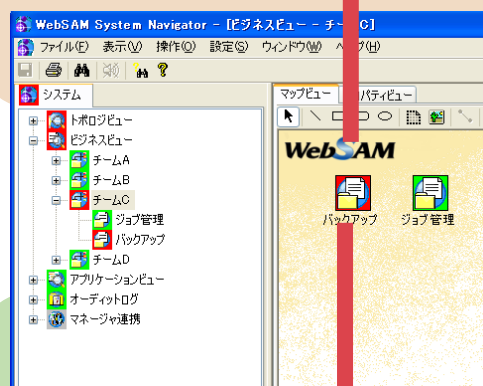 WebSAM System Navigator - [ビジネスビュー - チームC]
ファイル(F) 表示(V) 操作(O) 設定(S) ウィンドウ(W) ヘルプ(H)
システム
トポロジビュー
ビジネスビュー
チームA
チームB
チームC
ジョブ管理
バックアップ
チームD
アプリケーションビュー
オーディットログ
マネージャ連携
マップビュー パティビュー
WebSAM
バックアップ ジョブ管理